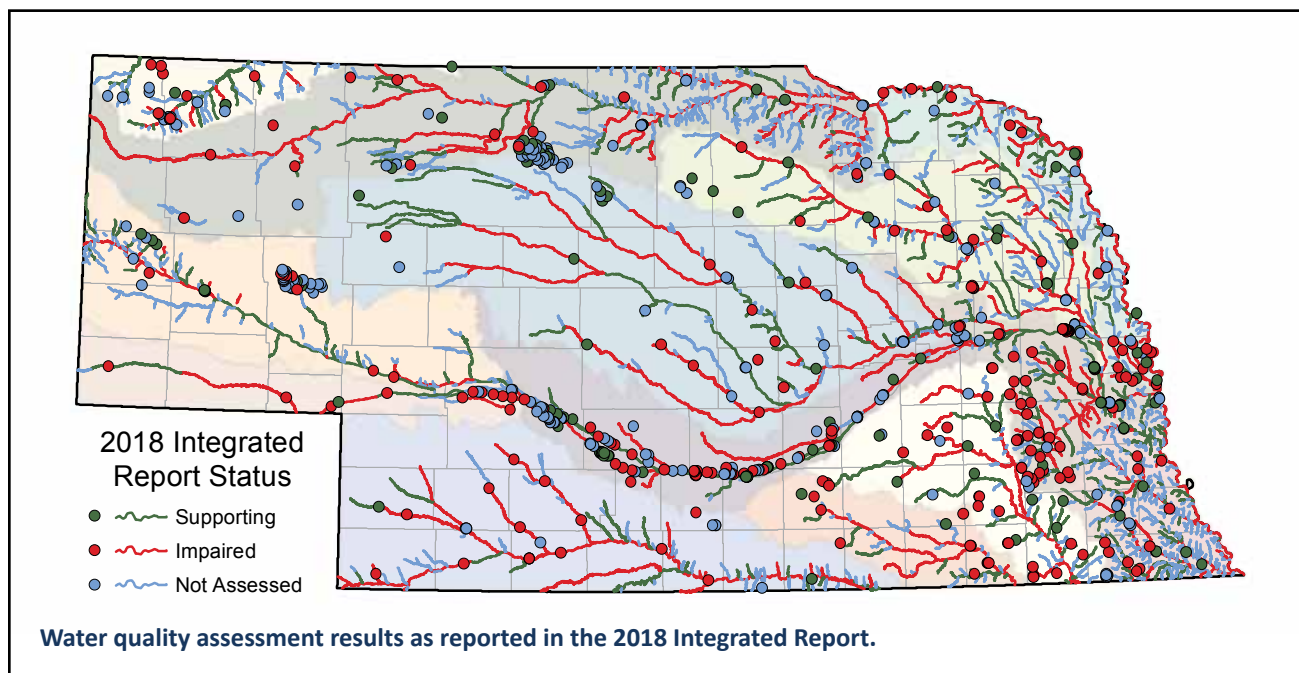 2018 Integrated
Report Status
Supporting
Impaired
Not Assessed
Water quality assessment results as reported in the 2018 Integrated Report.